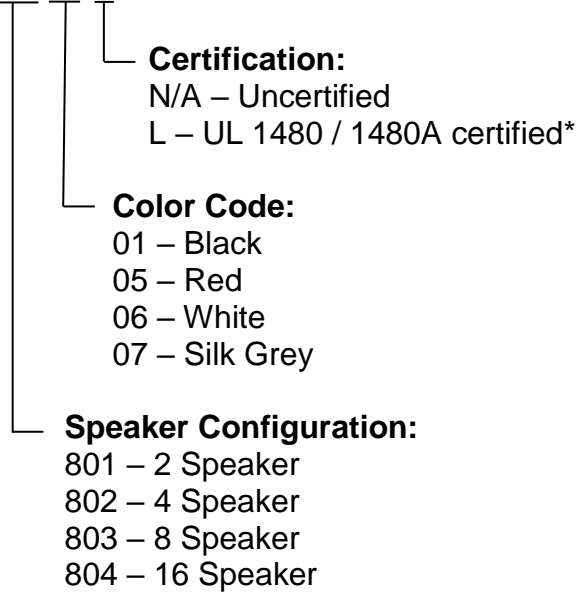 Certification:
N/A – Uncertified
L – UL 1480 / 1480A certified*
Color Code:
01 – Black
05 – Red
06 – White
07 – Silk Grey
Speaker Configuration:
801 – 2 Speaker
802 – 4 Speaker
803 – 8 Speaker
804 – 16 Speaker